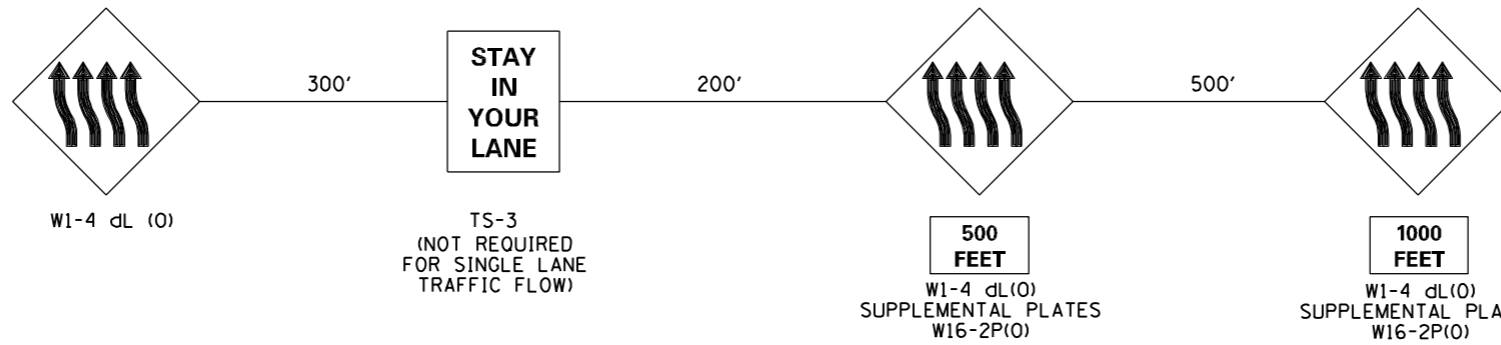 300'
200'
500'
STAY
IN
YOUR
LANE
W1-4 dL (O)
TS-3
(NOT REQUIRED
FOR SINGLE LANE
TRAFFIC FLOW)
500
FEET
W1-4 dL(O)
SUPPLEMENTAL PLATES
W16-2P(O)
1000
FEET
W1-4 dL(O)
SUPPLEMENTAL PLA
W16-2P(O)